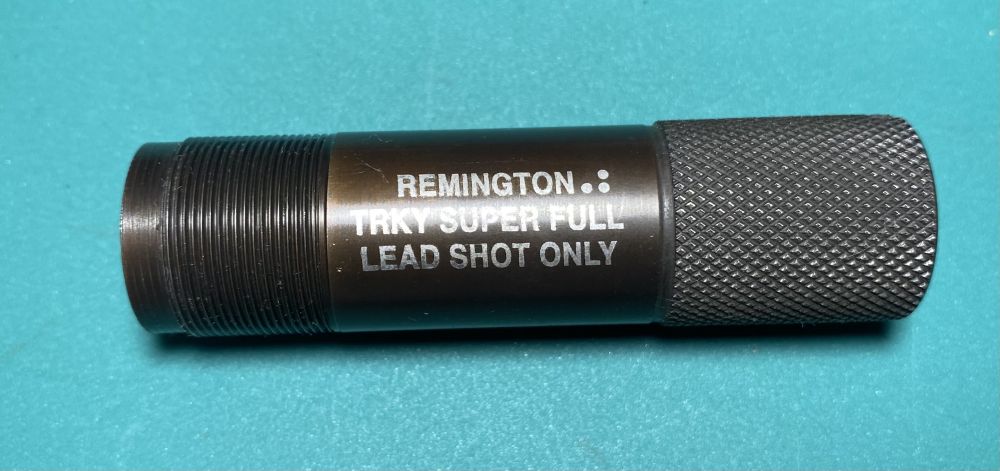 REMINGTON.:
TRKY SUPER FULL
LEAD SHOT ONLY